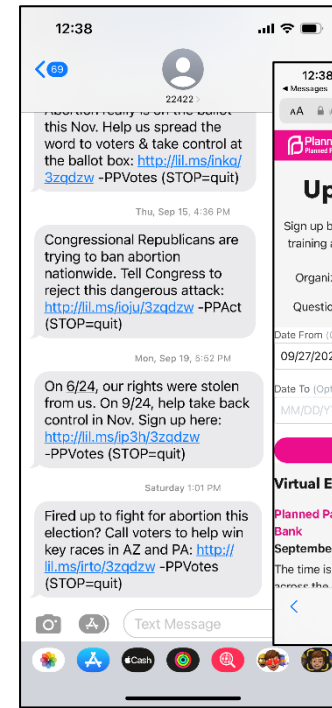 12:38
69
22422
Abortion really is on the ballot
this Nov. Help us spread the
word to voters & take control at
the ballot box: http://lil.ms/inkq/
3zqdzw -PPVotes (STOP=quit)
Thu, Sep 15, 4:36 PM
Congressional Republicans are
trying to ban abortion
nationwide. Tell Congress to
reject this dangerous attack:
http://lil.ms/ioju/3zqdzw -PPAct
(STOP=quit)
Mon, Sep 19, 5:52 PM
On 6/24, our rights were stolen
from us. On 9/24, help take back
control in Nov. Sign up here:
http://lil.ms/ip3h/3zqdzw
-PPVotes (STOP=quit)
Saturday 1:01 PM
Fired up to fight for abortion this
election? Call voters to help win
key races in AZ and PA: http://
lil.ms/irto/3zqdzw -PPVotes
(STOP=quit)
Text Message
Cash
12:38
Messages
AA
Plann
Planned
Up
Sign up b
training a
Organiz
Questio
Date From (
09/27/202
Date To (Opt
MM/DD/Y
Virtual E
Planned Pa
Bank
Septembe
The time is
across the